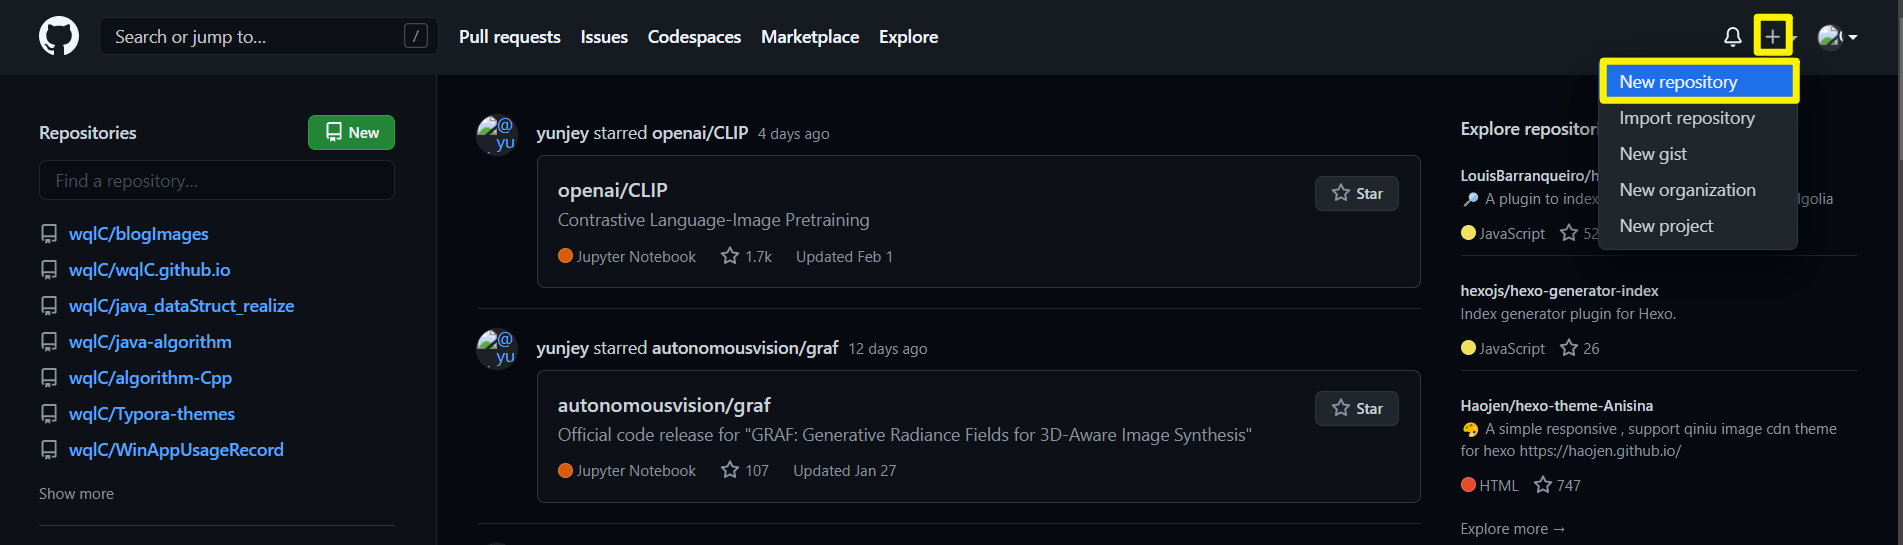 Search or jump to...
/
Pull requests
Issues
Codespaces
Marketplace
Explore
New repository
Import repository
New gist
New organization
New project
Repositories
New
Find a repository...
wqlC/blogImages
wqlC/wqlC.github.io
wqlC/java_dataStruct_realize
wqlC/java-algorithm
wqlC/algorithm-Cpp
wqlC/Typora-themes
wqlC/WinAppUsageRecord
Show more
@
yu
yunjey starred openai/CLIP 4 days ago
openai/CLIP
Star
Contrastive Language-Image Pretraining
Jupyter Notebook 1.7k Updated Feb 1
@
yu
yunjey starred autonomousvision/graf 12 days ago
autonomousvision/graf
Star
Official code release for "GRAF: Generative Radiance Fields for 3D-Aware Image Synthesis"
Jupyter Notebook 107 Updated Jan 27
Explore repositori
LouisBarranqueiro/h
A plugin to index dgolia
JavaScript 52
hexojs/hexo-generator-index
Index generator plugin for Hexo.
JavaScript 26
Haojen/hexo-theme-Anisina
A simple responsive , support qiniu image cdn theme
for hexo https://haojen.github.io/
HTML 747
Explore more →